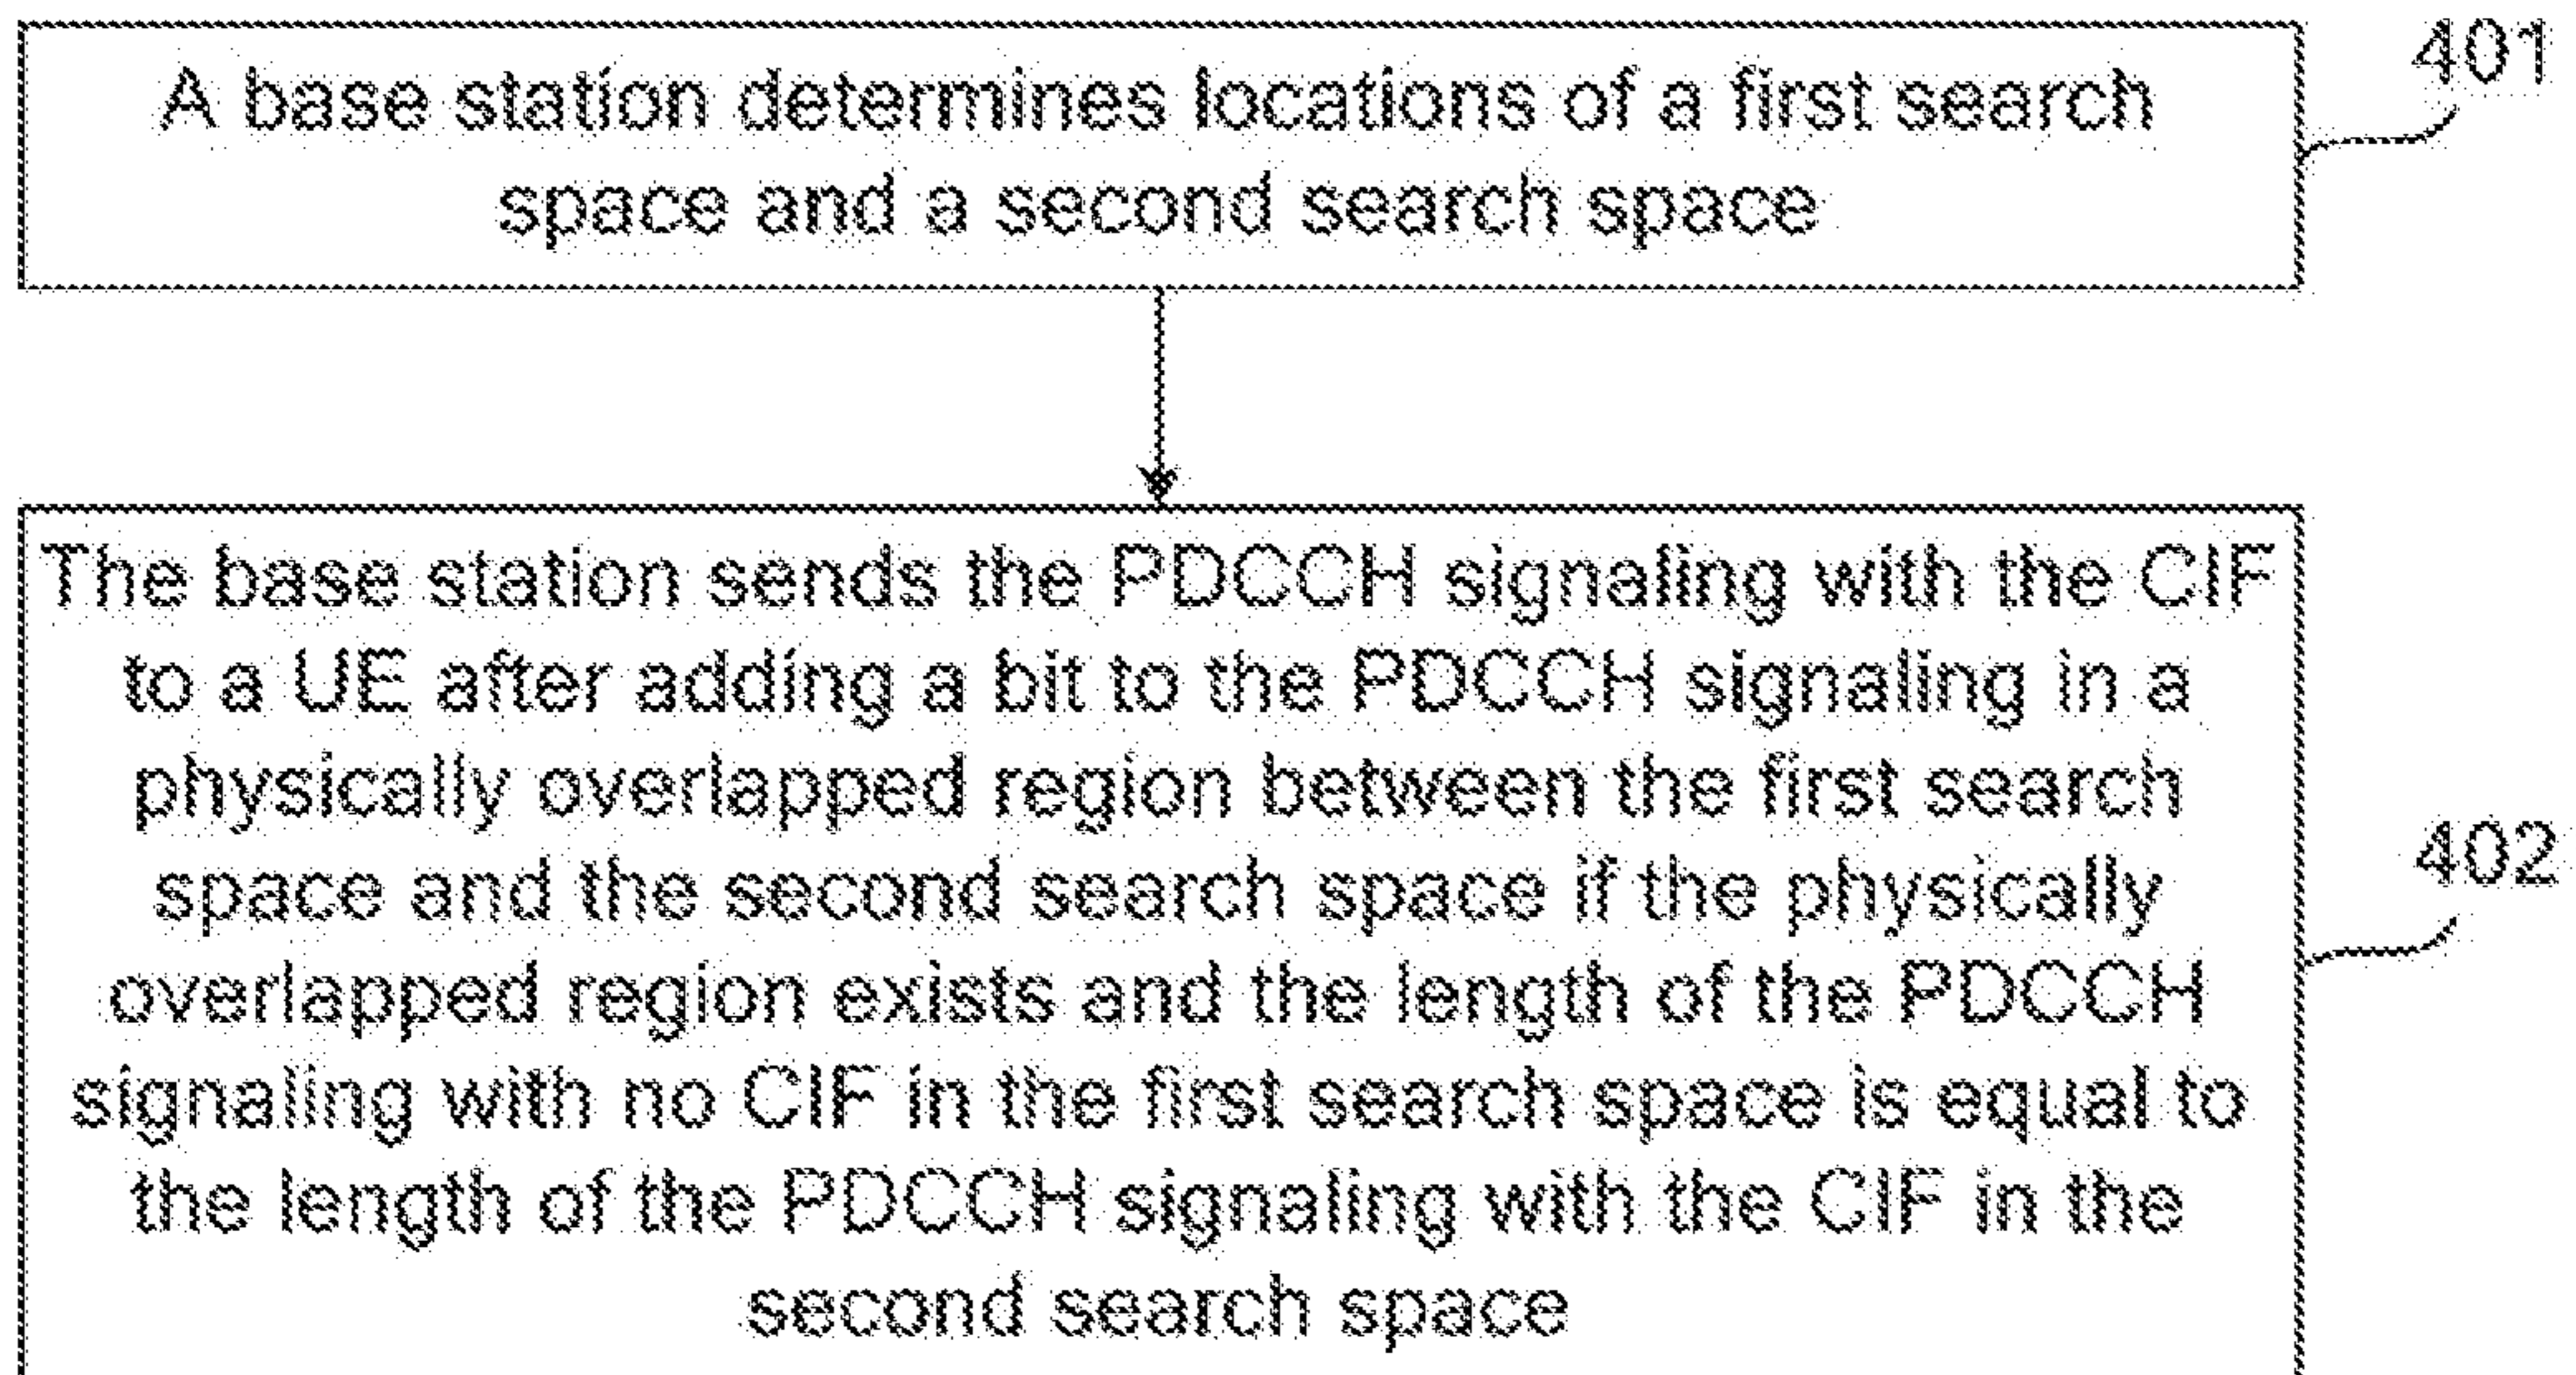 A base station determines locations of a first search
space and a second search space
401
The base station sends the PDCCH signaling with the CIF
to a UE after adding a bit to the PDCCH signaling in a
physically overlapped region between the first search
space and the second search space if the physically
overlapped region exists and the length of the PDCCH
signaling with no CIF in the first search space is equal to
the length of the PDCCH signaling with the CIF in the
second search space
402